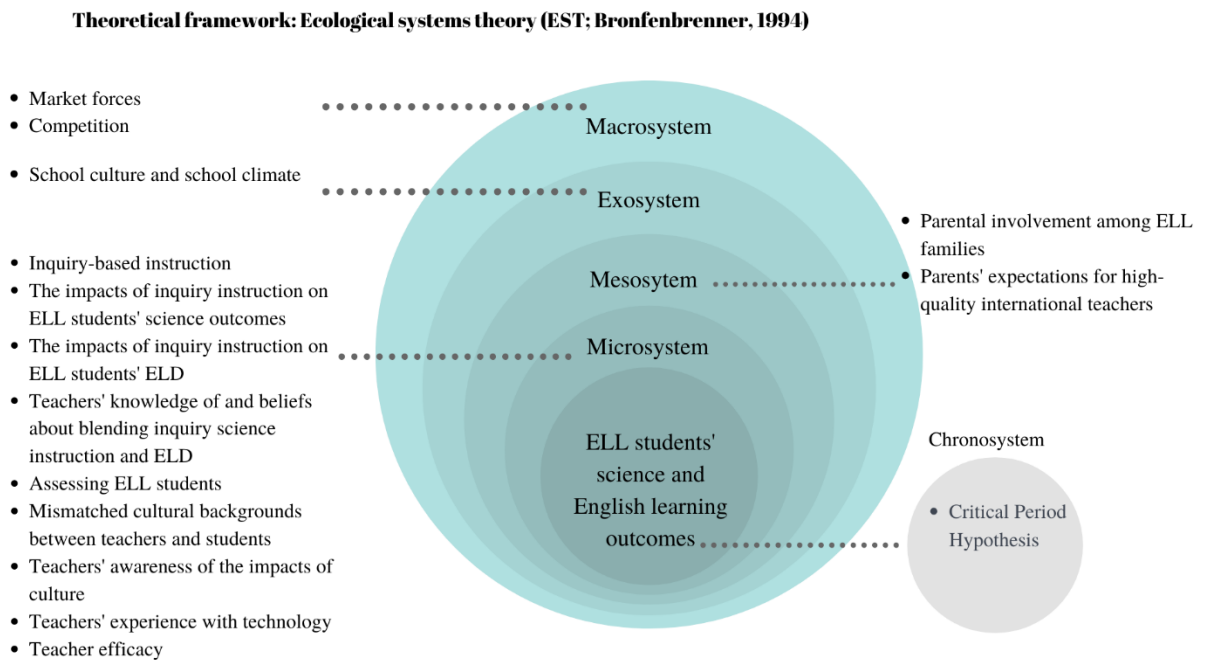 Theoretical framework: Ecological systems theory (EST; Bronfenbrenner, 1994)
• Market forces
• Competition
• School culture and school climate
• Inquiry-based instruction
• The impacts of inquiry instruction on
ELL students' science outcomes
• The impacts of inquiry instruction on
ELL students' ELD
• Teachers' knowledge of and beliefs
about blending inquiry science
instruction and ELD
• Assessing ELL students
• Mismatched cultural backgrounds
between teachers and students
• Teachers' awareness of the impacts of
culture
• Teachers' experience with technology
• Teacher efficacy
Macrosystem
Exosystem
Mesosytem
Microsystem
ELL students'
science and
English learning
outcomes
• Parental involvement among ELL
families
• Parents' expectations for high-
quality international teachers
Chronosystem
• Critical Period
Hypothesis